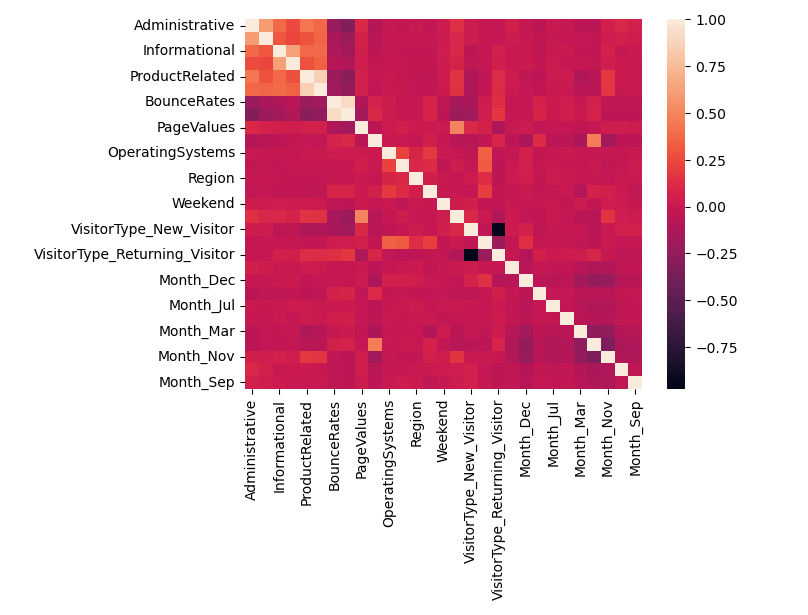 Administrative
Informational
ProductRelated
BounceRates
PageValues
OperatingSystems
Region
Weekend
VisitorType_New_Visitor
VisitorType_Returning_Visitor
Month_Dec
Month_Jul
Month_Mar
Month_Nov
Month_Sep
Administrative
Informational
ProductRelated
BounceRates
PageValues
OperatingSystems
Region
Weekend
VisitorType_New_Visitor
VisitorType_Returning_Visitor
Month_Dec
Month_Jul
Month_Mar
Month_Nov
Month_Sep
1.00
0.75
0.50
0.25
0.00
−0.25
−0.50
−0.75